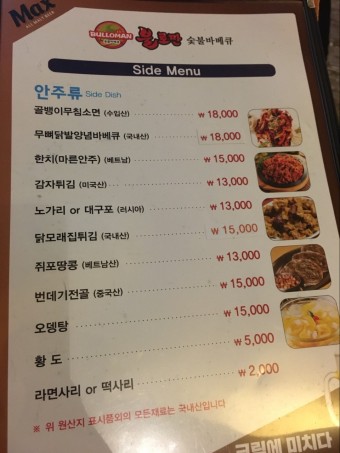 Max
BULLOMAN
불로만 숯불바베큐
Side Menu
안주류 Side Dish
골뱅이무침소면 (수입산) ₩ 18,000
무뼈닭발양념바베큐 (국내산) ₩ 18,000
한치(마른안주) (베트남) ₩ 15,000
감자튀김 (미국산) ₩ 13,000
노가리 or 대구포 (러시아) ₩ 13,000
닭모래집튀김 (국내산) ₩ 15,000
쥐포땅콩 (베트남산) ₩ 13,000
번데기전골 (중국산) ₩ 15,000
오뎅탕 ₩ 15,000
황 도 ₩ 5,000
라면사리 or 떡사리 ₩ 2,000
※ 위 원산지 표시품외의 모든재료는 국내산입니다
크림에 미치다